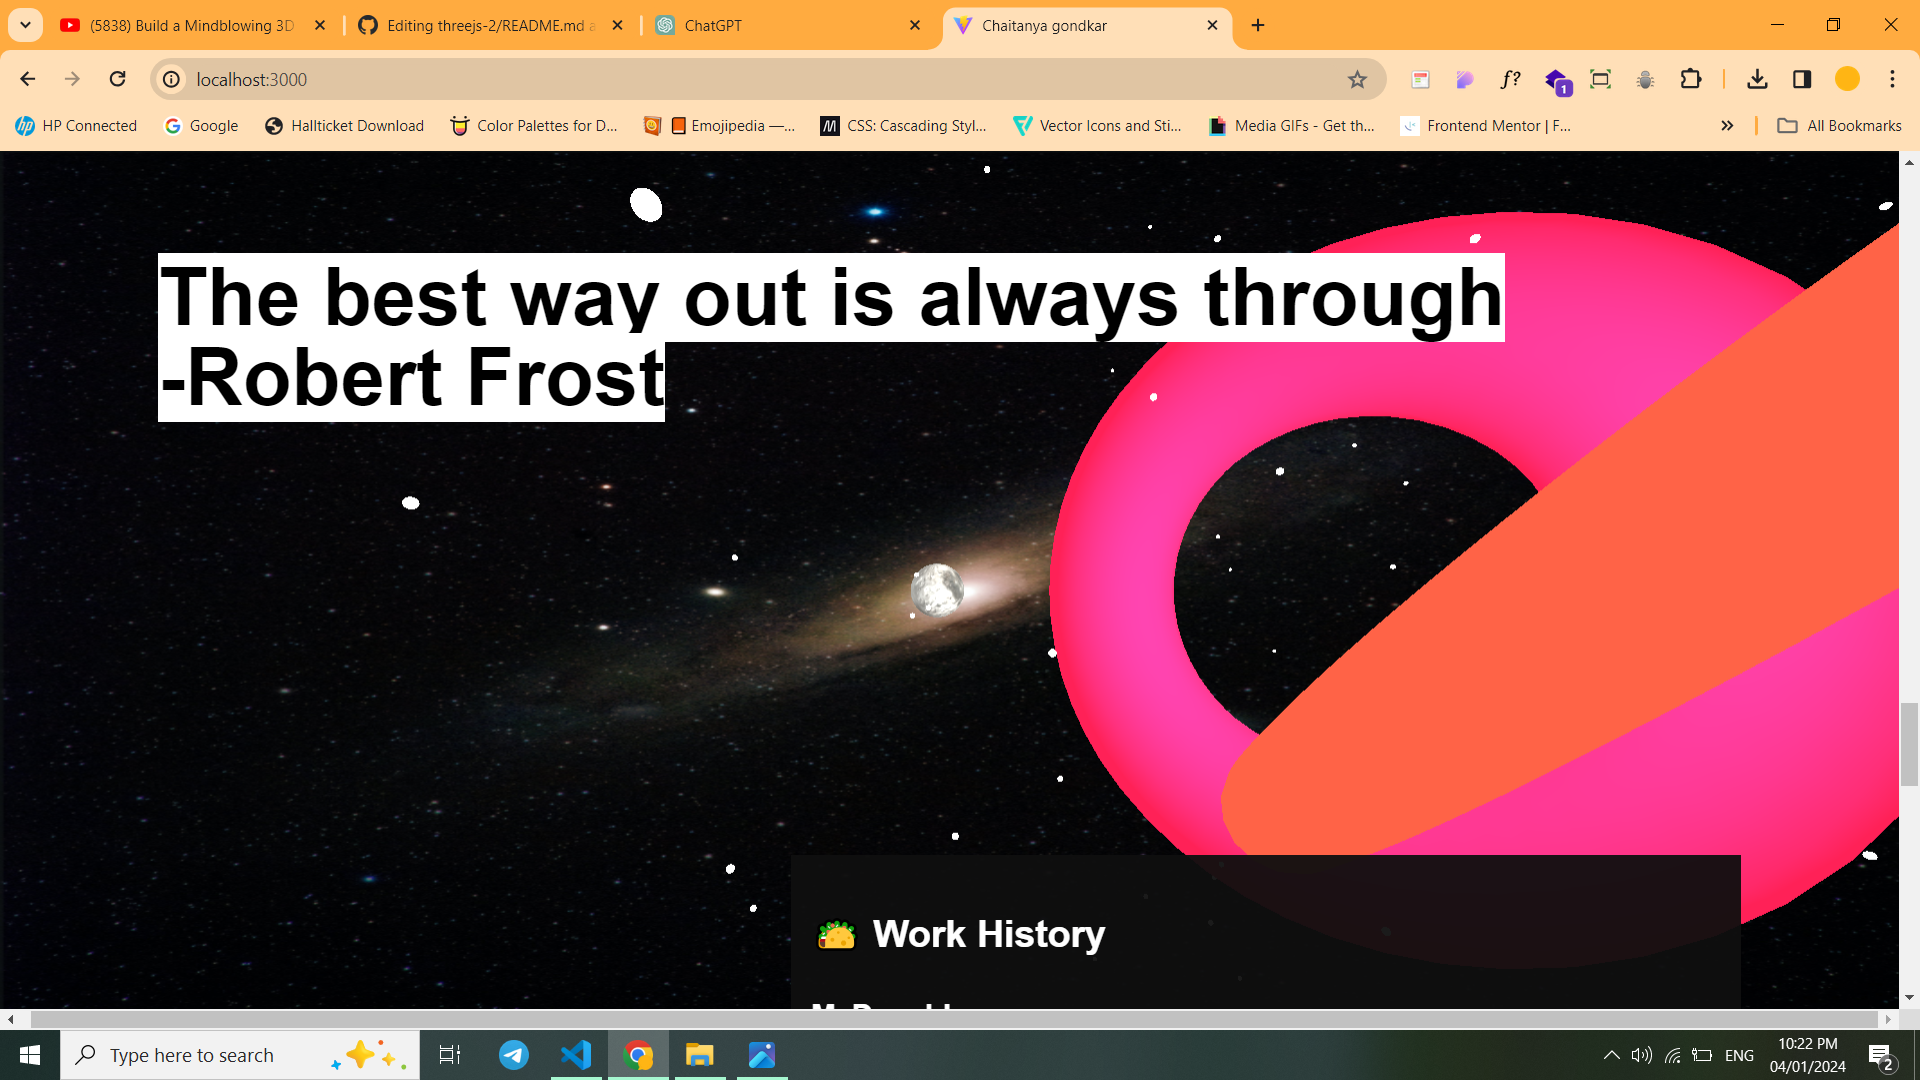 (5838) Build a Mindblowing 3D
Editing threejs-2/README.md a
ChatGPT
Chaitanya gondkar
localhost:3000
f?
1
HP Connected
Google
Hallticket Download
Color Palettes for D...
Emojipedia —...
CSS: Cascading Styl...
Vector Icons and Sti...
Media GIFs - Get th...
Frontend Mentor | F...
All Bookmarks
The best way out is always through
-Robert Frost
🌮 Work History
Type here to search
ENG
10:22 PM
04/01/2024
2